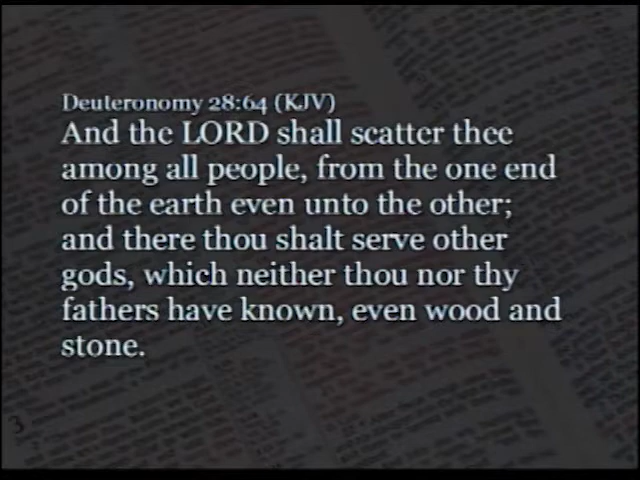 Deuteronomy 28:64 (KJV)
And the LORD shall scatter thee
among all people, from the one end
of the earth even unto the other;
and there thou shalt serve other
gods, which neither thou nor thy
fathers have known, even wood and
stone.